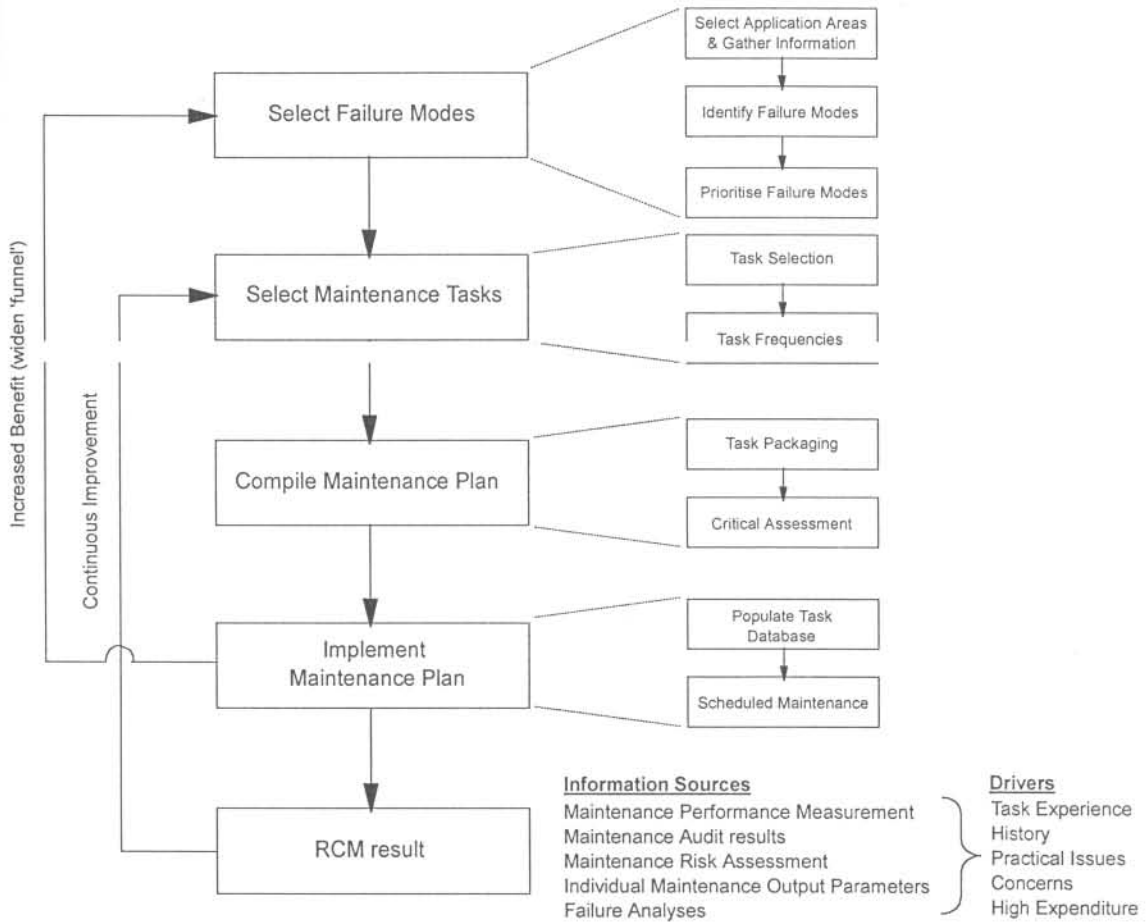 Select Application Areas
& Gather Information
Select Failure Modes
Identify Failure Modes
Prioritise Failure Modes
Task Selection
Select Maintenance Tasks
Task Frequencies
Increased Benefit (widen 'funnel')
Continuous Improvement
Task Packaging
Compile Maintenance Plan
Critical Assessment
Populate Task
Database
Implement
Maintenance Plan
Scheduled Maintenance
RCM result
Information Sources
Maintenance Performance Measurement
Maintenance Audit results
Maintenance Risk Assessment
Individual Maintenance Output Parameters
Failure Analyses
Drivers
Task Experience
History
Practical Issues
Concerns
High Expenditure